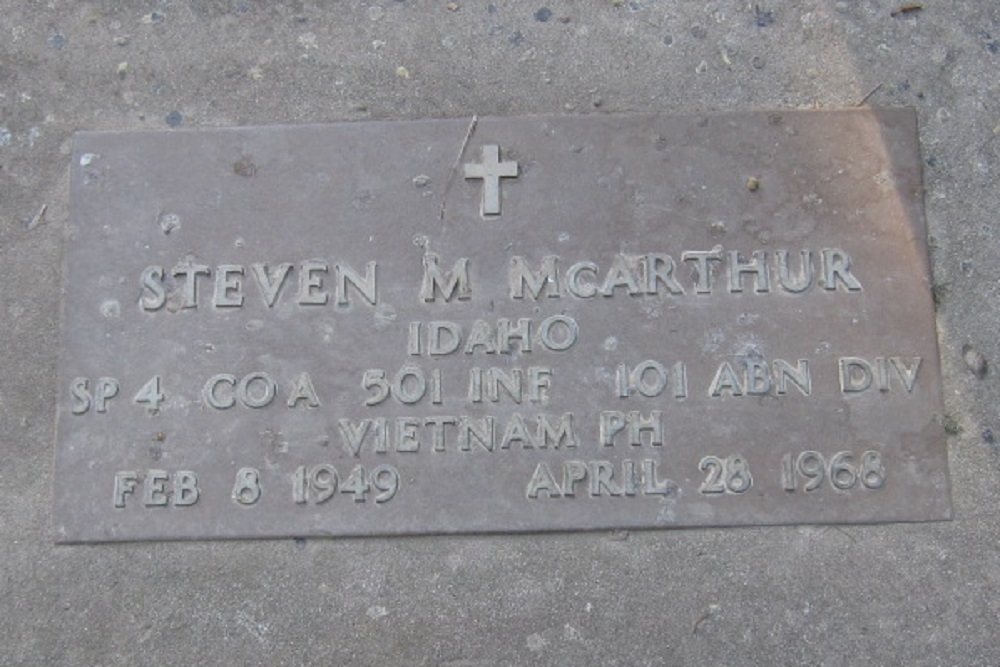 STEVEN M McARTHUR
IDAHO
SP 4 CO A 501 INF 101 ABN DIV
VIETNAM PH
FEB 8 1949 APRIL 28 1968